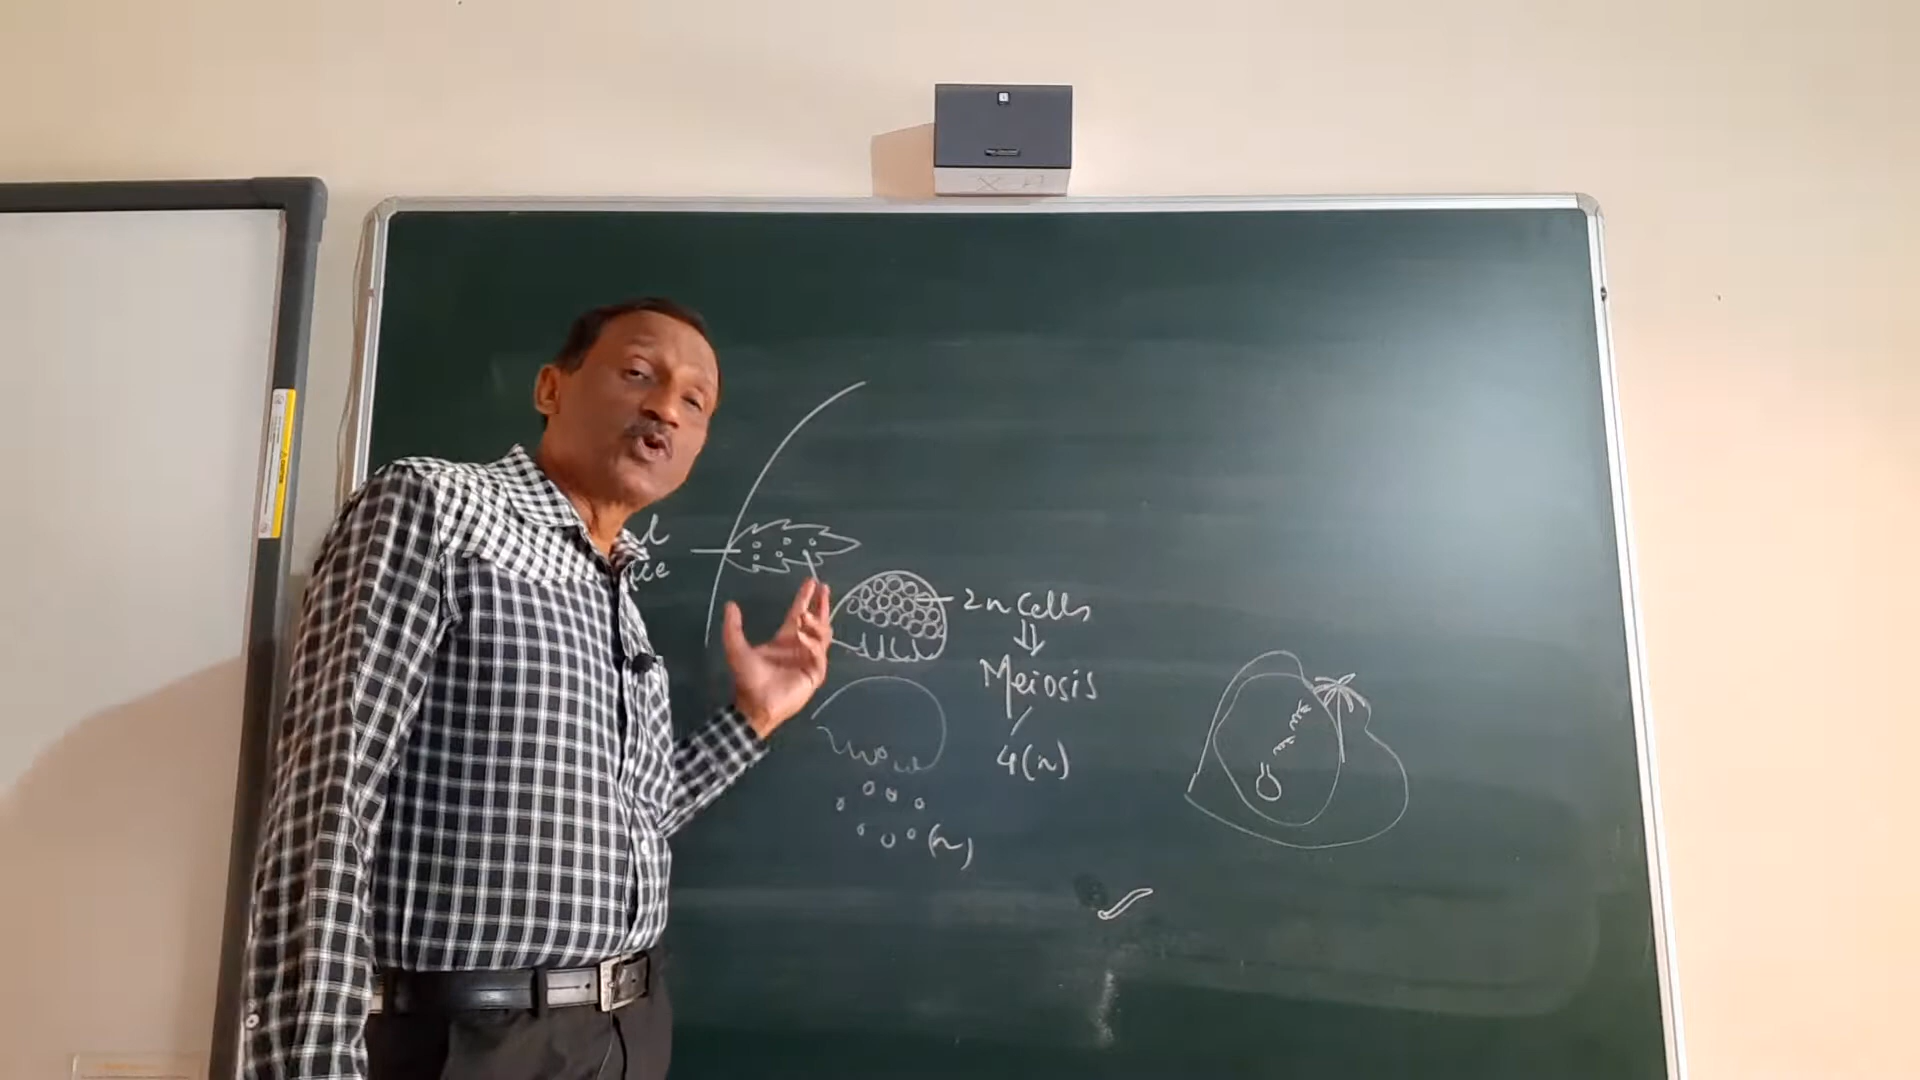 2n Cells
Meiosis
4(n)
(n)